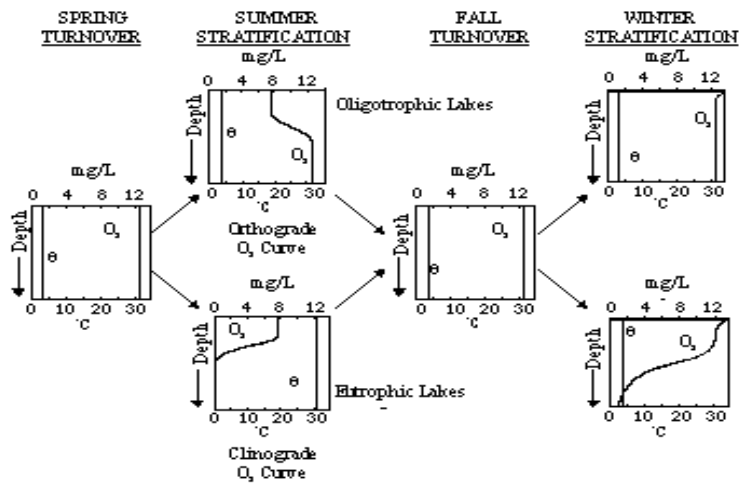 SPRING
TURNOVER
SUMMER
STRATIFICATION
FALL
TURNOVER
WINTER
STRATIFICATION
mg/L
0 4 8 12
Depth
θ
O₂
0 10 20 30
°C
Oligotrophic Lakes
Orthograde
O₂ Curve
mg/L
0 4 8 12
Depth
O₂
θ
0 10 20 30
°C
mg/L
0 4 8 12
Depth
O₂
θ
0 10 20 30
°C
mg/L
0 4 8 12
Depth
O₂
θ
0 10 20 30
°C
mg/L
0 4 8 12
Depth
O₂
θ
0 10 20 30
°C
Eutrophic Lakes
Clinograde
O₂ Curve
mg/L
0 4 8 12
Depth
θ
O₂
0 10 20 30
°C